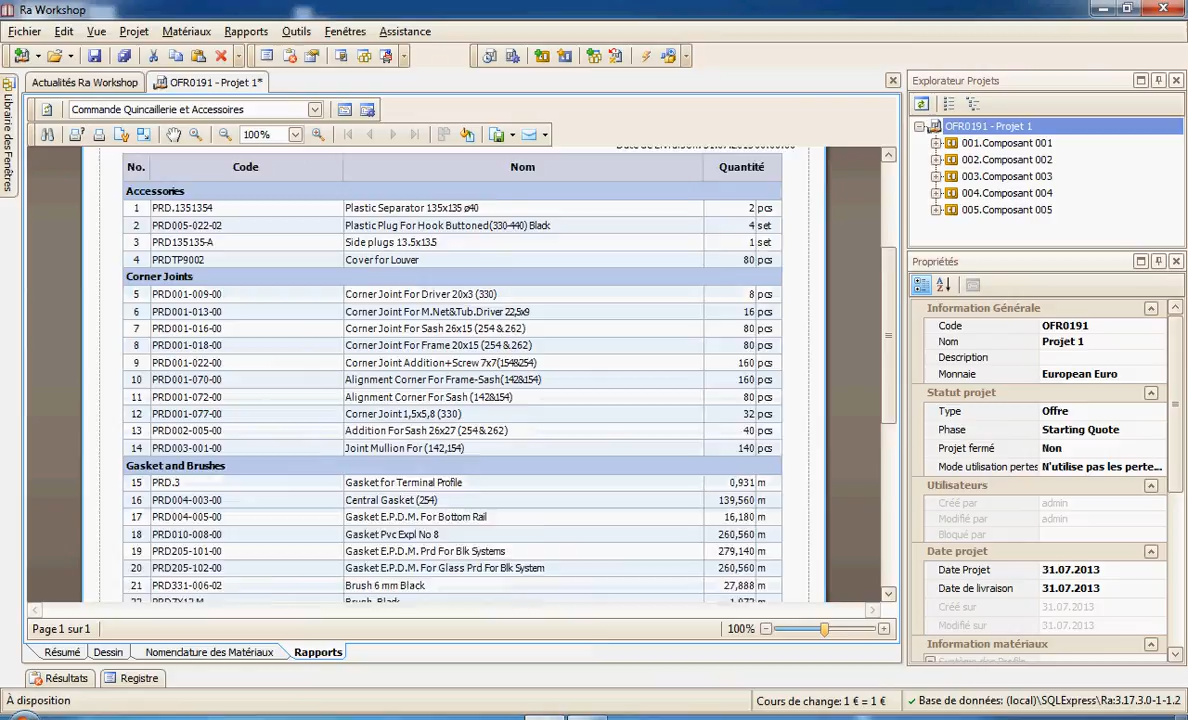 Ra Workshop
Fichier Edit Vue Projet Matériaux Rapports Outils Fenêtres Assistance
Librairie des Fenêtres
Actualités Ra Workshop OFR0191 - Projet 1*
Commande Quincaillerie et Accessoires
100%
No. Code Nom Quantité
Accessories
1 PRD.1351354 Plastic Separator 135x135 ø40 2 pcs
2 PRD005-022-02 Plastic Plug For Hook Buttoned(330-440) Black 4 set
3 PRD135135-A Side plugs 13.5x13.5 1 set
4 PRDTP9002 Cover for Louver 80 pcs
Corner Joints
5 PRD001-009-00 Corner Joint For Driver 20x3 (330) 8 pcs
6 PRD001-013-00 Corner Joint For M.Net&Tub.Driver 22,5x9 16 pcs
7 PRD001-016-00 Corner Joint For Sash 26x15 (254 & 262) 80 pcs
8 PRD001-018-00 Corner Joint For Frame 20x15 (254 & 262) 80 pcs
9 PRD001-022-00 Corner Joint Addition+Screw 7x7(154&254) 160 pcs
10 PRD001-070-00 Alignment Corner For Frame-Sash(142&154) 160 pcs
11 PRD001-072-00 Alignment Corner For Sash (142&154) 80 pcs
12 PRD001-077-00 Corner Joint 1,5x5,8 (330) 32 pcs
13 PRD002-005-00 Addition For Sash 26x27 (254 & 262) 40 pcs
14 PRD003-001-00 Joint Mullion For (142,154) 140 pcs
Gasket and Brushes
15 PRD.3 Gasket for Terminal Profile 0,931 m
16 PRD004-003-00 Central Gasket (254) 139,560 m
17 PRD004-005-00 Gasket E.P.D.M. For Bottom Rail 16,180 m
18 PRD010-008-00 Gasket Pvc Expl No 8 260,560 m
19 PRD205-101-00 Gasket E.P.D.M. Prd For Blk Systems 279,140 m
20 PRD205-102-00 Gasket E.P.D.M. For Glass Prd For Blk System 260,560 m
21 PRD331-006-02 Brush 6 mm Black 27,888 m
Page 1 sur 1 100%
Résumé Dessin Nomenclature des Matériaux Rapports
Résultats Registre
À disposition Cours de change: 1 € = 1 € Base de données: (local)\SQLExpress\Ra:3.17.3.0-1-1.2
Explorateur Projets
OFR0191 - Projet 1
001.Composant 001
002.Composant 002
003.Composant 003
004.Composant 004
005.Composant 005
Propriétés
Information Générale
Code OFR0191
Nom Projet 1
Description
Monnaie European Euro
Statut projet
Type Offre
Phase Starting Quote
Projet fermé Non
Mode utilisation pertes N'utilise pas les perte...
Utilisateurs
Créé par admin
Modifié par admin
Bloqué par
Date projet
Date Projet 31.07.2013
Date de livraison 31.07.2013
Créé sur 31.07.2013
Modifié sur 31.07.2013
Information matériaux